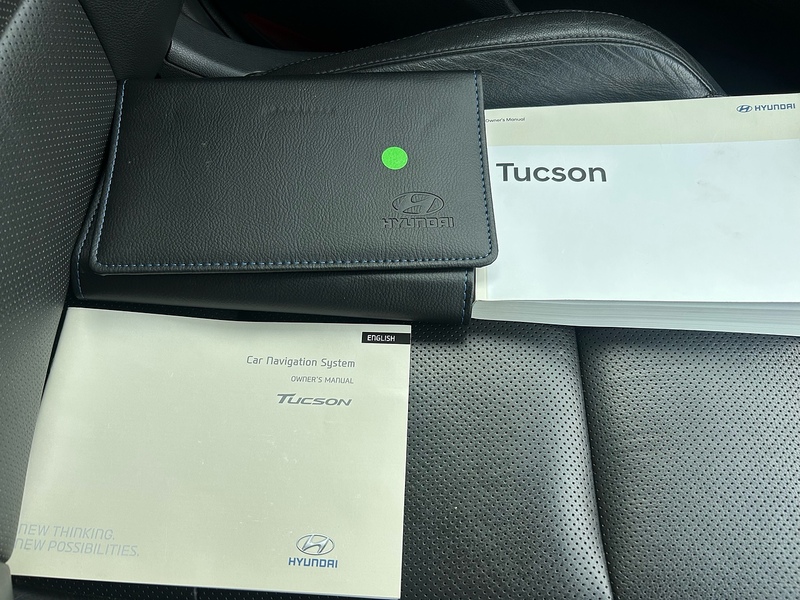 HYUNDAI
Owner's Manual
HYUNDAI
Tucson
ENGLISH
Car Navigation System
OWNER'S MANUAL
TUCSON
NEW THINKING.
NEW POSSIBILITIES.
HYUNDAI